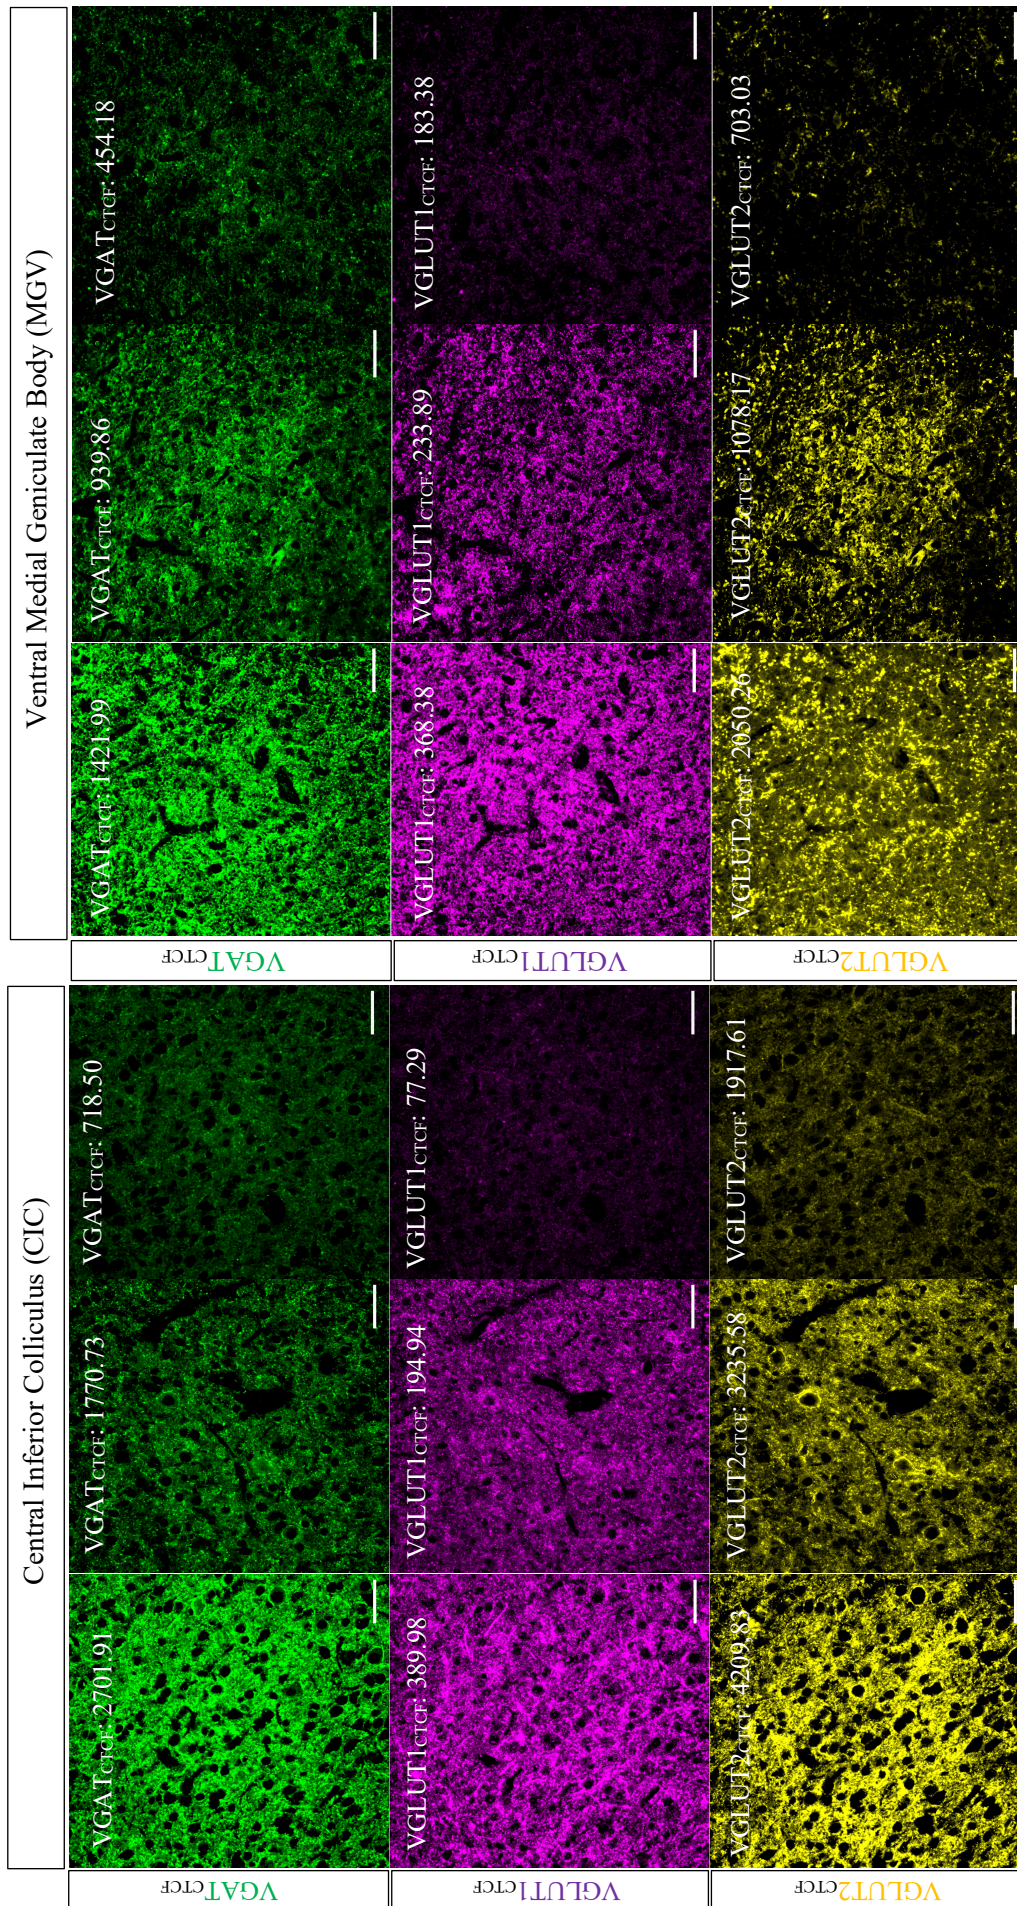 Central Inferior Colliculus (CIC)
VGATCTCF
VGATCTCF: 2701.91
VGATCTCF: 1770.73
VGATCTCF: 718.50
VGLUT1CTCF
VGLUT1CTCF: 389.98
VGLUT1CTCF: 194.94
VGLUT1CTCF: 77.29
VGLUT2CTCF
VGLUT2CTCF: 4209.83
VGLUT2CTCF: 3235.58
VGLUT2CTCF: 1917.61
Ventral Medial Geniculate Body (MGV)
VGATCTCF
VGATCTCF: 1421.99
VGATCTCF: 939.86
VGATCTCF: 454.18
VGLUT1CTCF
VGLUT1CTCF: 368.38
VGLUT1CTCF: 233.89
VGLUT1CTCF: 183.38
VGLUT2CTCF
VGLUT2CTCF: 2050.26
VGLUT2CTCF: 1078.17
VGLUT2CTCF: 703.03